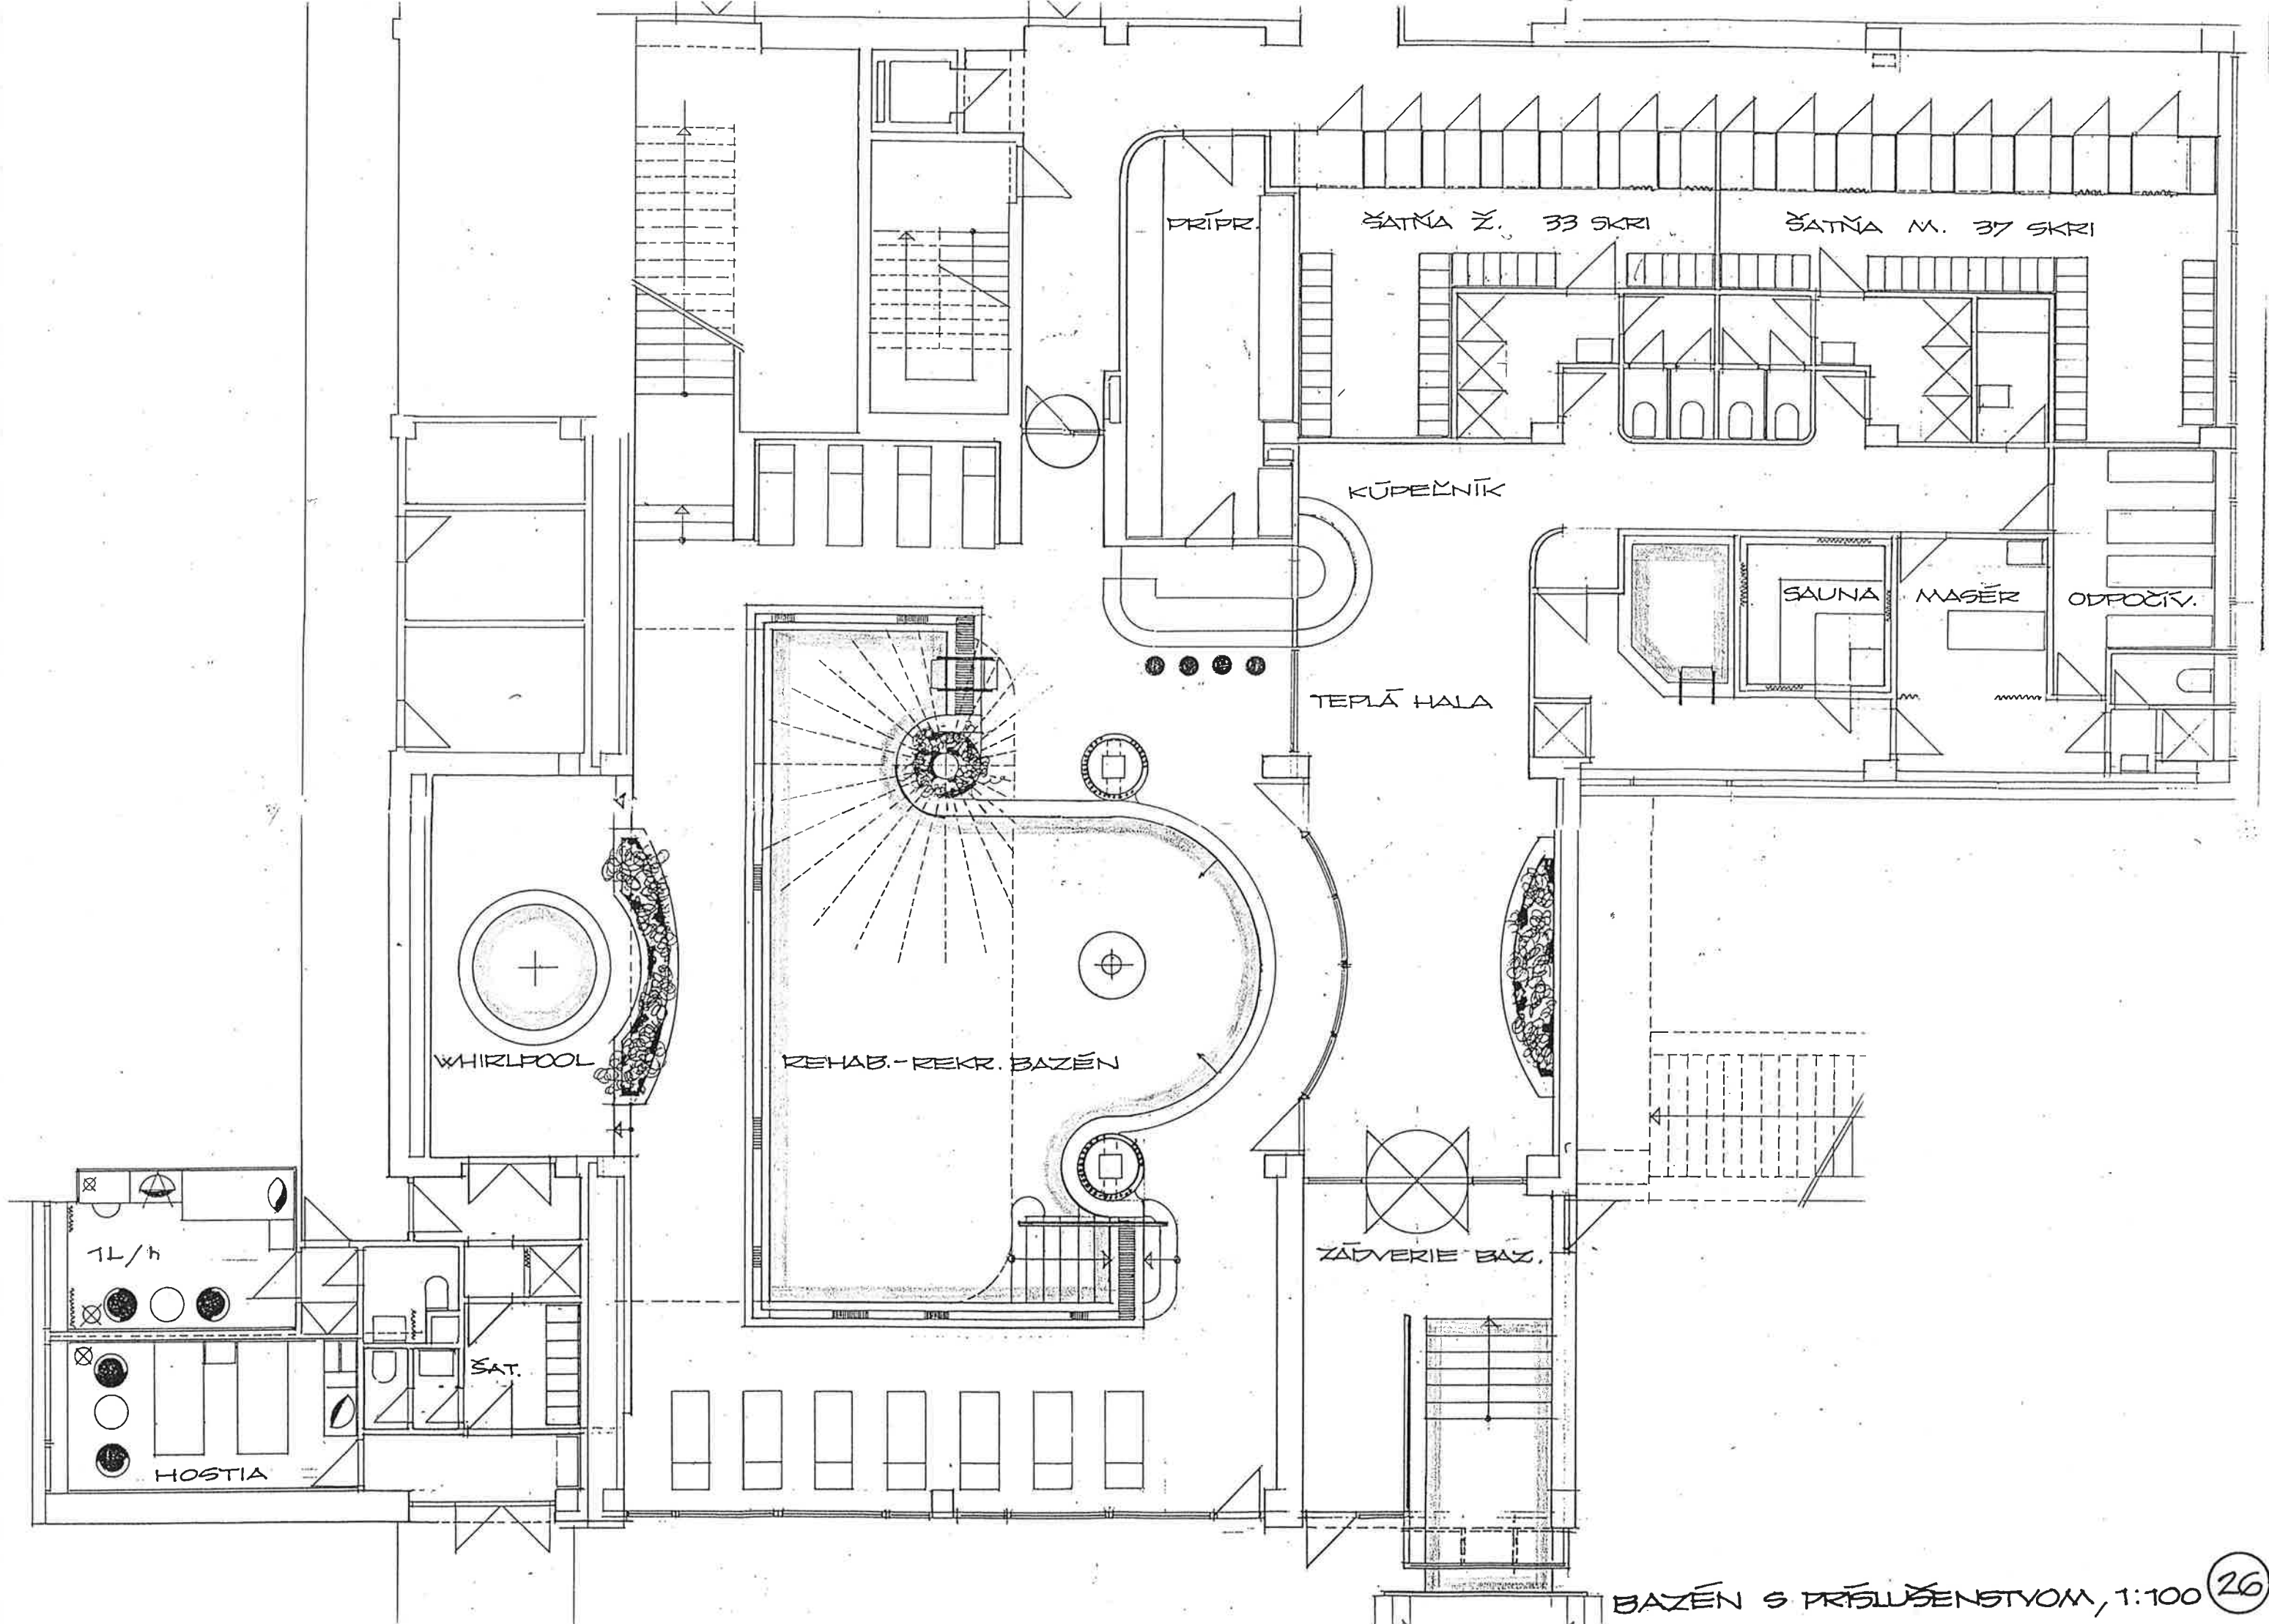 PRÍPR.
ŠATŇA Ž. 33 SKRI
ŠATŇA M. 37 SKRI
KÚPEĽNÍK
SAUNA
MASÉR
ODPOČÍV.
TEPLÁ HALA
WHIRLPOOL
REHAB.-REKR. BAZÉN
1L/h
ZÁDVERIE BAZ.
ŠAT.
HOSTIA
BAZÉN S PRÍSLUŠENSTVOM, 1:100 26